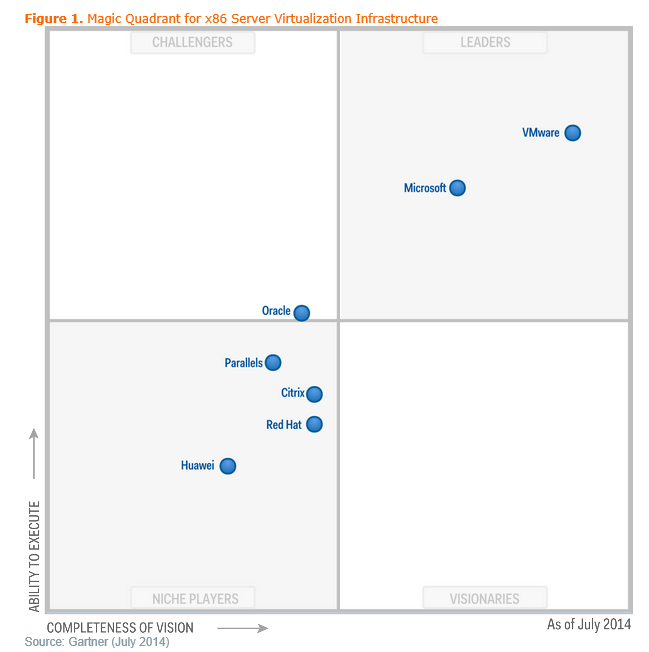 Figure 1. Magic Quadrant for x86 Server Virtualization Infrastructure
CHALLENGERS
LEADERS
VMware
Microsoft
Oracle
Parallels
Citrix
Red Hat
Huawei
ABILITY TO EXECUTE
NICHE PLAYERS
VISIONARIES
COMPLETENESS OF VISION
As of July 2014
Source: Gartner (July 2014)